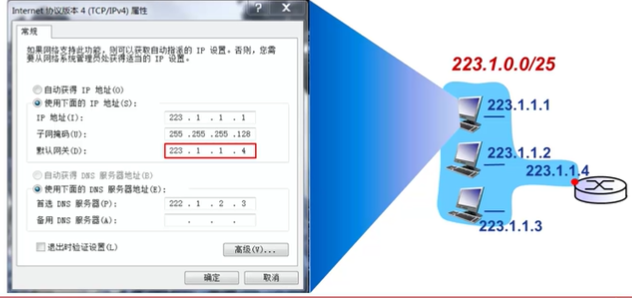 Internet 协议版本 4 (TCP/IPv4) 属性
常规
如果网络支持此功能，则可以获取自动指派的 IP 设置。否则，您需
要从网络系统管理员处获得适当的 IP 设置。
自动获得 IP 地址(O)
使用下面的 IP 地址(S):
IP 地址(I): 223 . 1 . 1 . 1
子网掩码(U): 255 .255 .255 .128
默认网关(D): 223 . 1 . 1 . 4
自动获得 DNS 服务器地址(B)
使用下面的 DNS 服务器地址(E):
首选 DNS 服务器(P): 222 . 1 . 2 . 3
备用 DNS 服务器(A): . . .
退出时验证设置(L)
高级(V)...
确定 取消
223.1.0.0/25
223.1.1.1
223.1.1.2
223.1.1.4
223.1.1.3